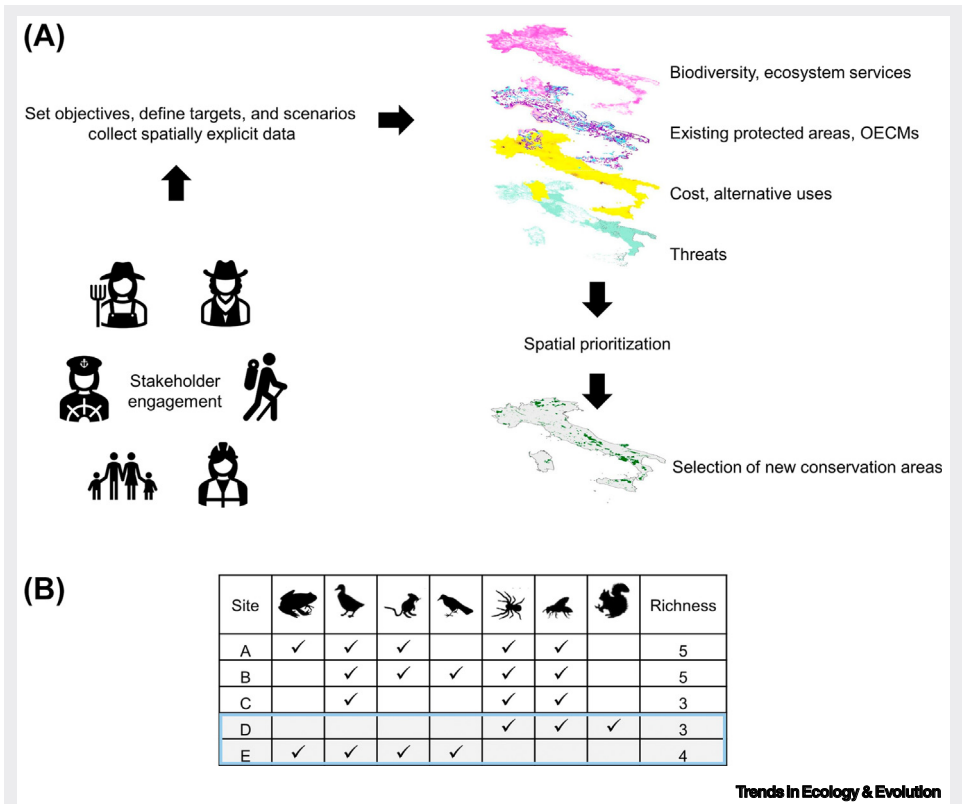 (A)
Set objectives, define targets, and scenarios
collect spatially explicit data
Biodiversity, ecosystem services
Existing protected areas, OECMs
Cost, alternative uses
Threats
Stakeholder
engagement
Spatial prioritization
Selection of new conservation areas
(B)
Site Richness
A ✓ ✓ ✓ ✓ ✓ 5
B ✓ ✓ ✓ ✓ ✓ 5
C ✓ ✓ ✓ 3
D ✓ ✓ ✓ 3
E ✓ ✓ ✓ ✓ 4
Trends in Ecology & Evolution